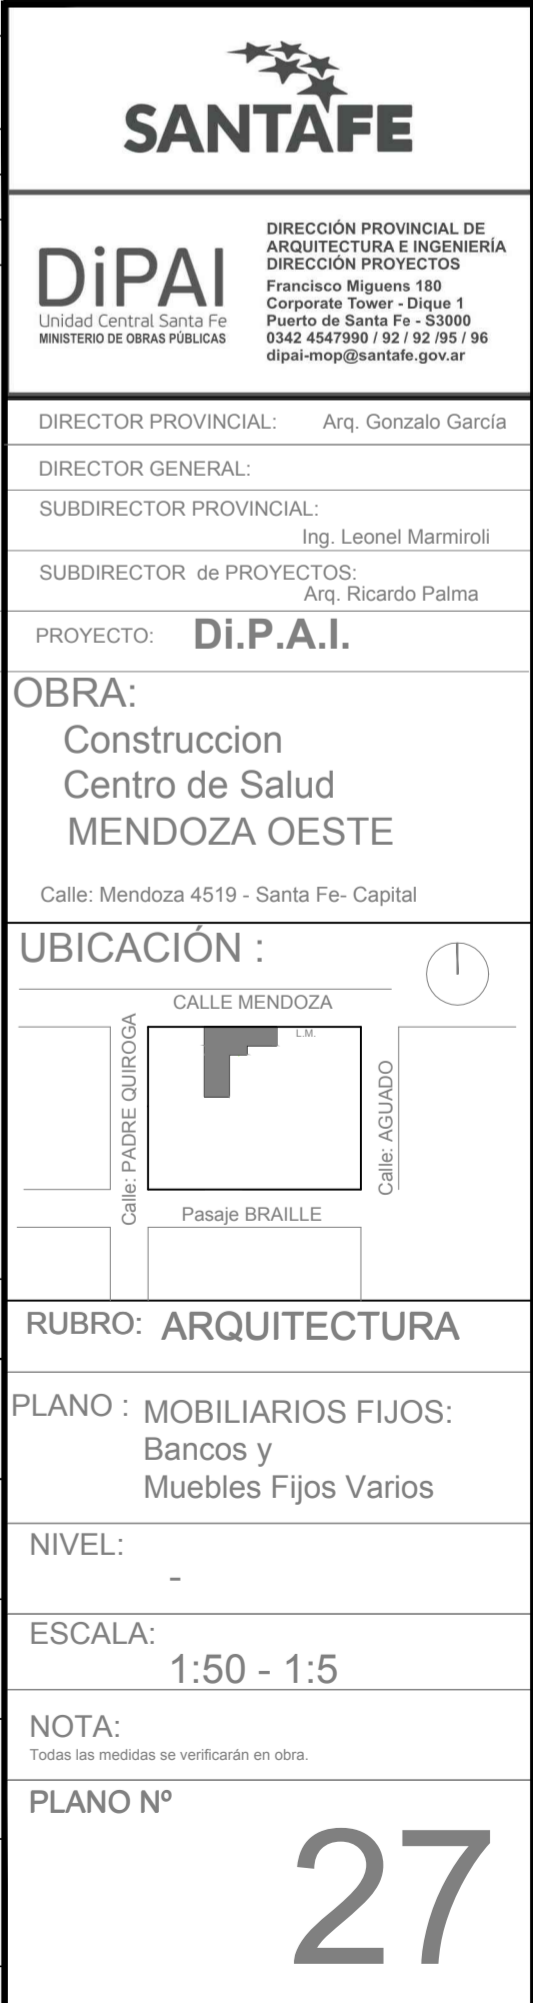 SANTAFE
DiPAI
Unidad Central Santa Fe
MINISTERIO DE OBRAS PÚBLICAS
DIRECCIÓN PROVINCIAL DE
ARQUITECTURA E INGENIERÍA
DIRECCIÓN PROYECTOS
Francisco Miguens 180
Corporate Tower - Dique 1
Puerto de Santa Fe - S3000
0342 4547990 / 92 / 92 /95 / 96
dipai-mop@santafe.gov.ar
DIRECTOR PROVINCIAL: Arq. Gonzalo García
DIRECTOR GENERAL:
SUBDIRECTOR PROVINCIAL:
Ing. Leonel Marmiroli
SUBDIRECTOR de PROYECTOS:
Arq. Ricardo Palma
PROYECTO: Di.P.A.I.
OBRA:
Construccion
Centro de Salud
MENDOZA OESTE
Calle: Mendoza 4519 - Santa Fe- Capital
UBICACIÓN :
CALLE MENDOZA
L.M.
Calle: PADRE QUIROGA
Calle: AGUADO
Pasaje BRAILLE
RUBRO: ARQUITECTURA
PLANO : MOBILIARIOS FIJOS:
Bancos y
Muebles Fijos Varios
NIVEL:
-
ESCALA:
1:50 - 1:5
NOTA:
Todas las medidas se verificarán en obra.
PLANO Nº
27